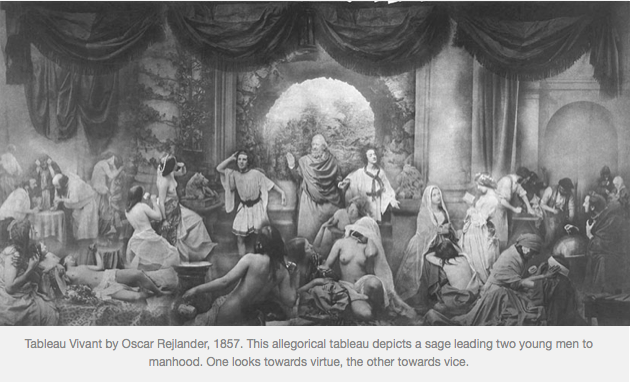 Tableau Vivant by Oscar Rejlander, 1857. This allegorical tableau depicts a sage leading two young men to
manhood. One looks towards virtue, the other towards vice.